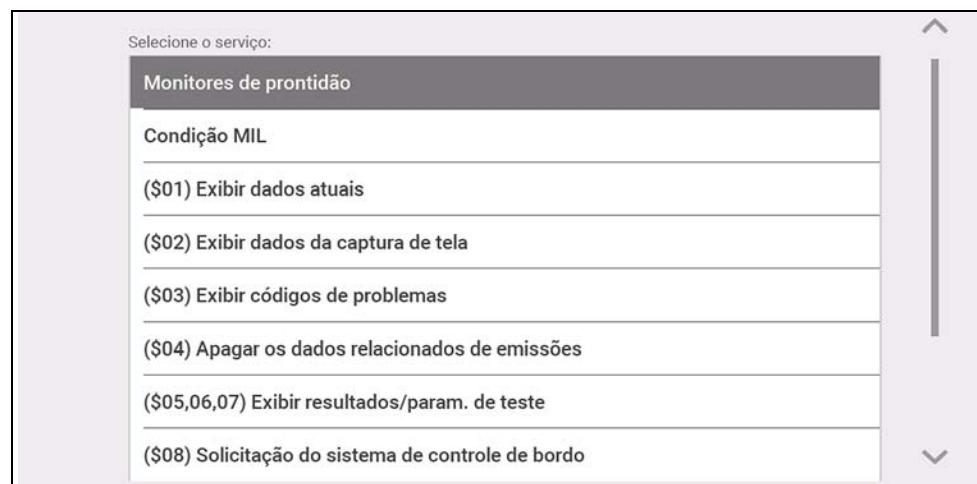 Selecione o serviço:
Monitores de prontidão
Condição MIL
($01) Exibir dados atuais
($02) Exibir dados da captura de tela
($03) Exibir códigos de problemas
($04) Apagar os dados relacionados de emissões
($05,06,07) Exibir resultados/param. de teste
($08) Solicitação do sistema de controle de bordo